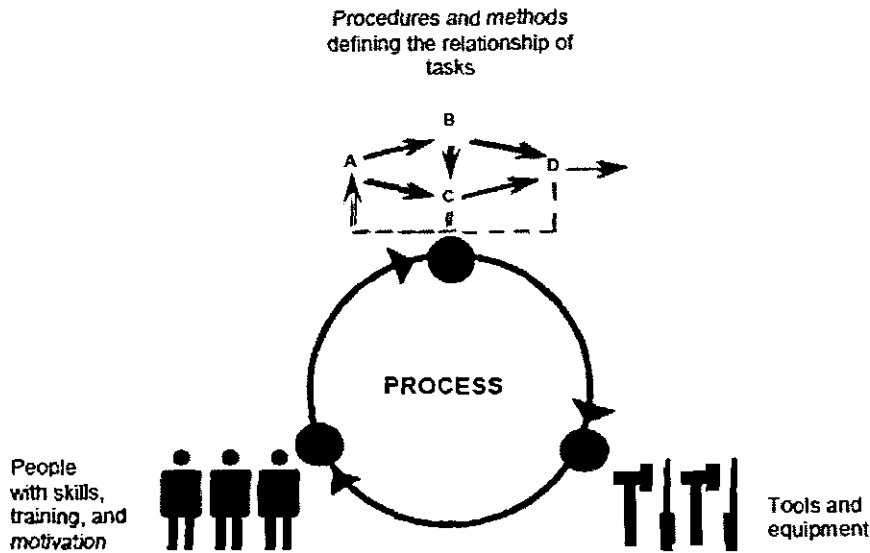 Procedures and methods
defining the relationship of
tasks
B
A
D
C
PROCESS
People
with skills,
training, and
motivation
Tools and
equipment